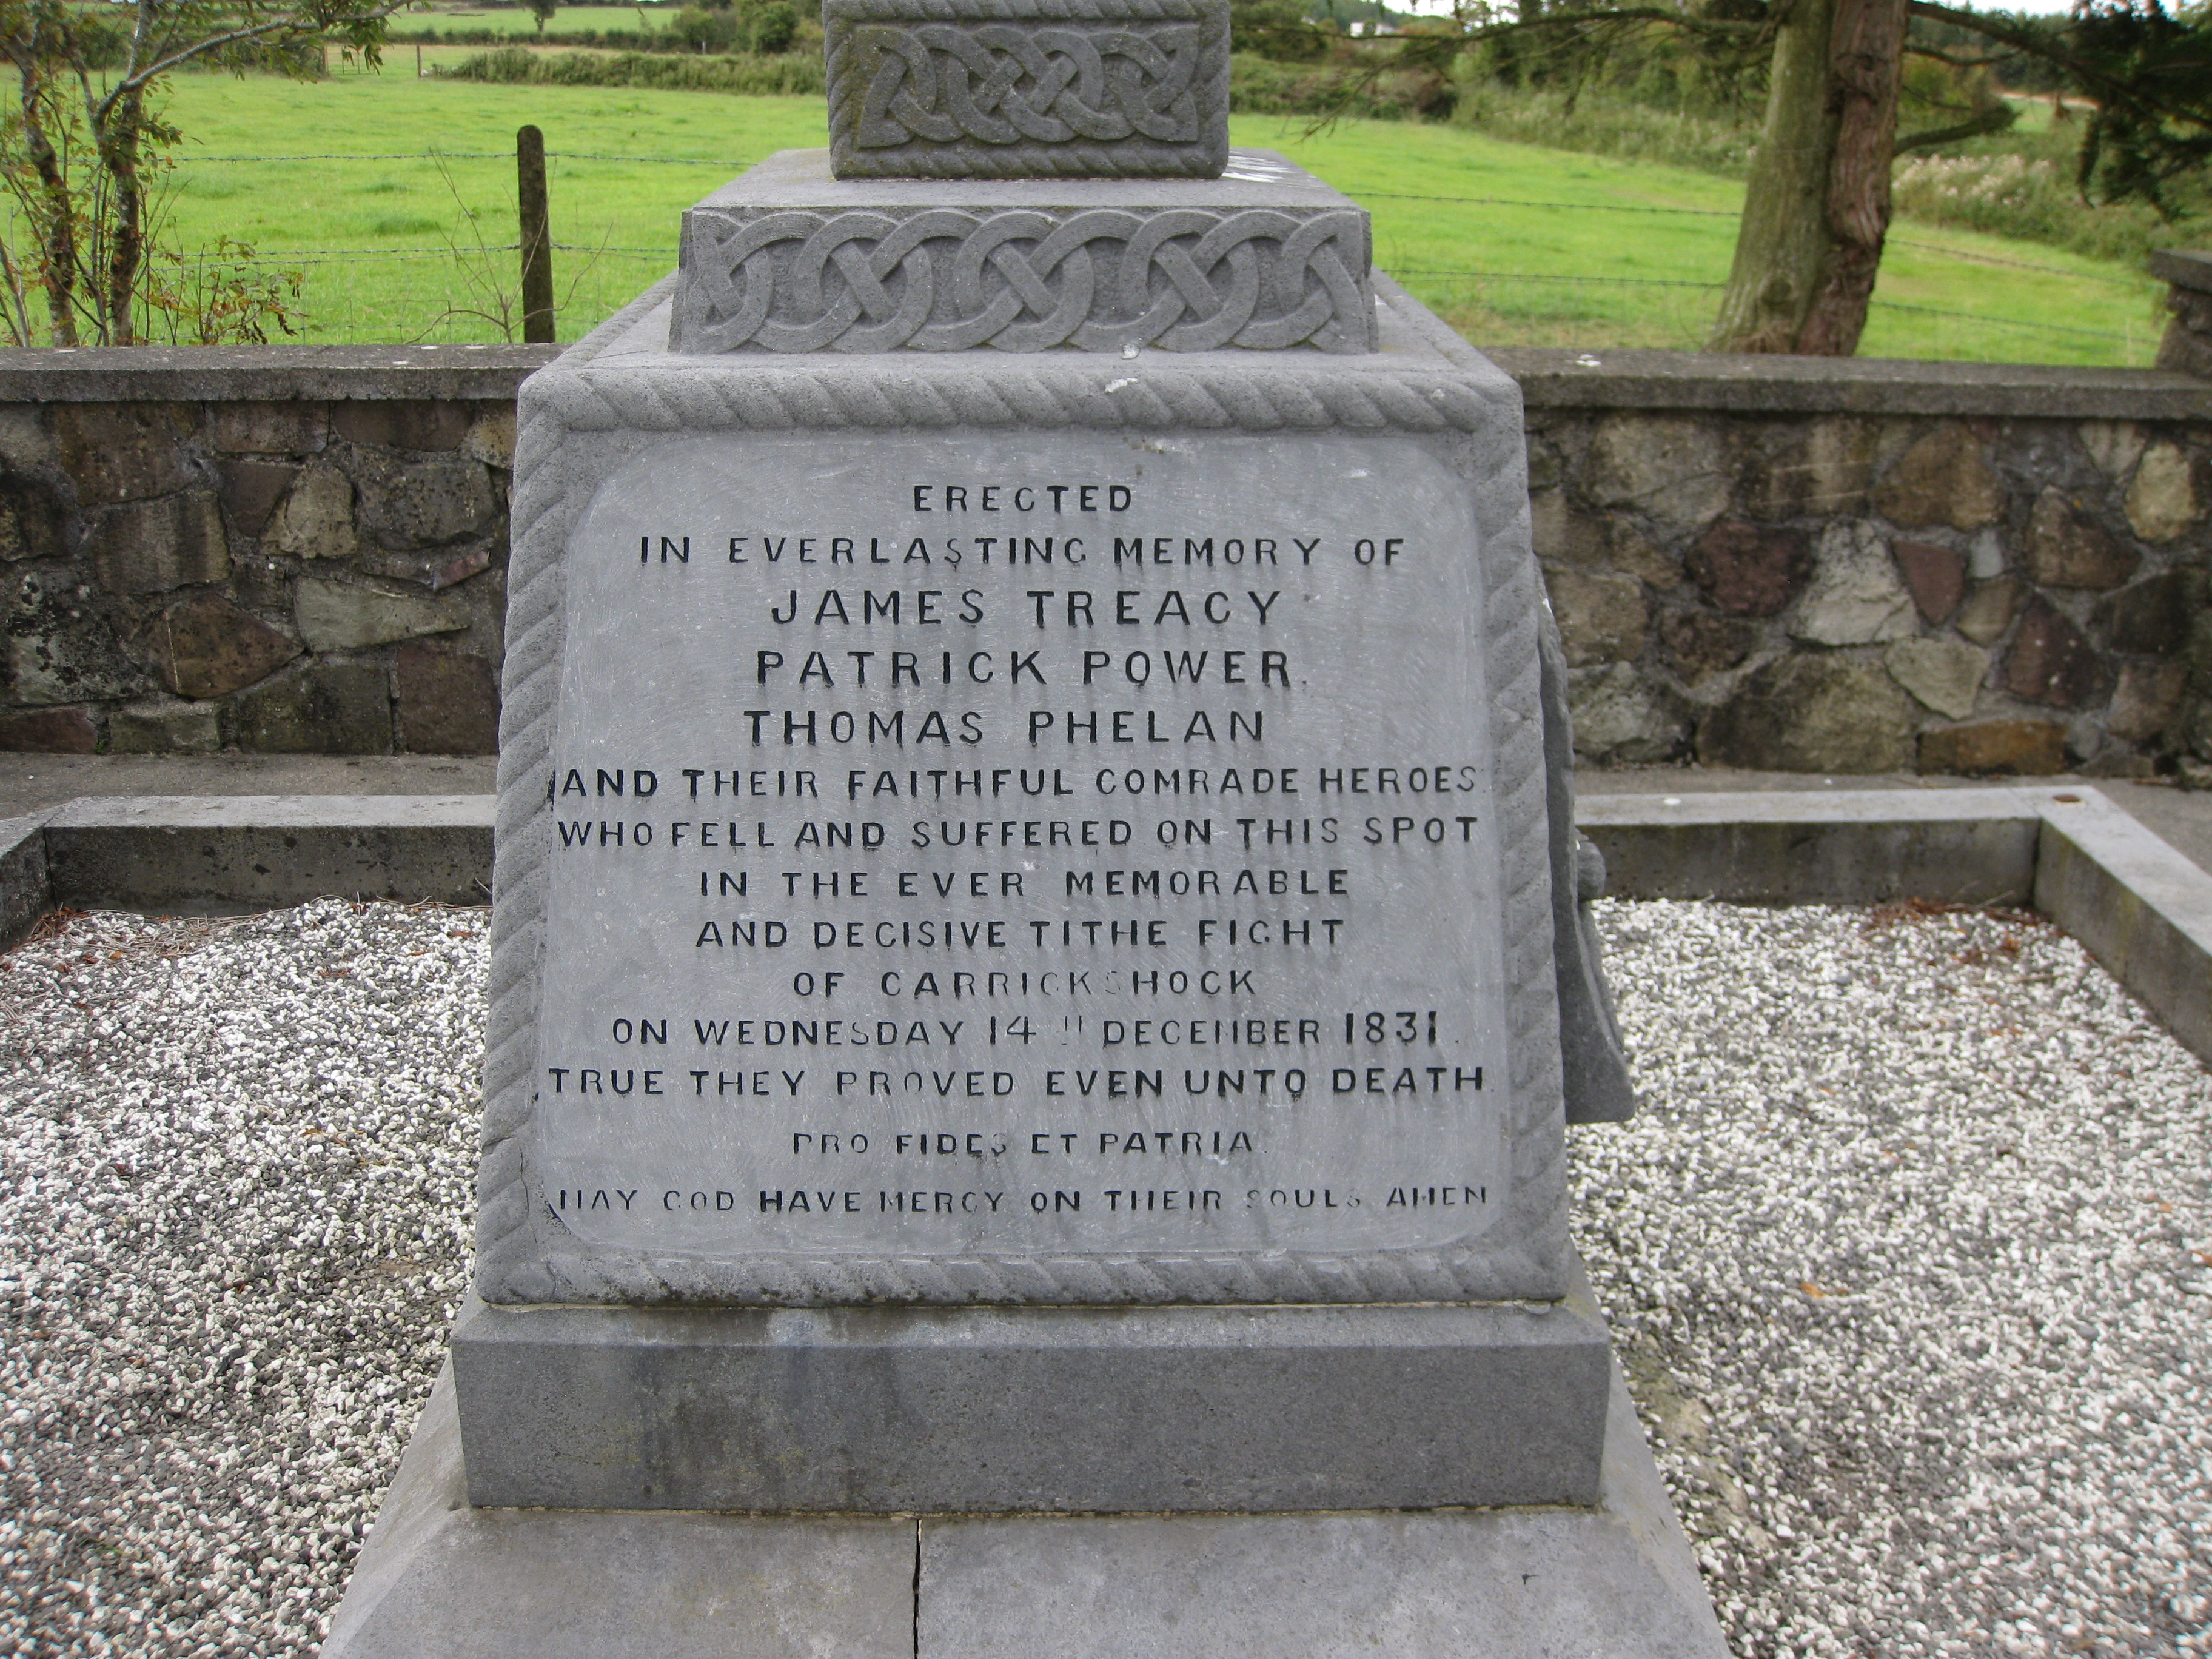 ERECTED
IN EVERLASTING MEMORY OF
JAMES TREACY
PATRICK POWER.
THOMAS PHELAN
AND THEIR FAITHFUL COMRADE HEROES
WHO FELL AND SUFFERED ON THIS SPOT
IN THE EVER MEMORABLE
AND DECISIVE TITHE FIGHT
OF CARRICKSHOCK
ON WEDNESDAY 14TH DECEMBER 1831.
TRUE THEY PROVED EVEN UNTO DEATH.
PRO FIDES ET PATRIA.
MAY GOD HAVE MERCY ON THEIR SOULS AMEN